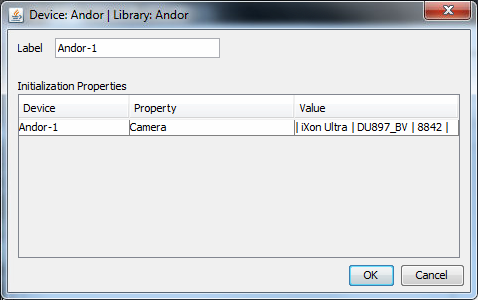 Device: Andor | Library: Andor
Label Andor-1
Initialization Properties
Device Property Value
Andor-1 Camera | iXon Ultra | DU897_BV | 8842 |
OK Cancel